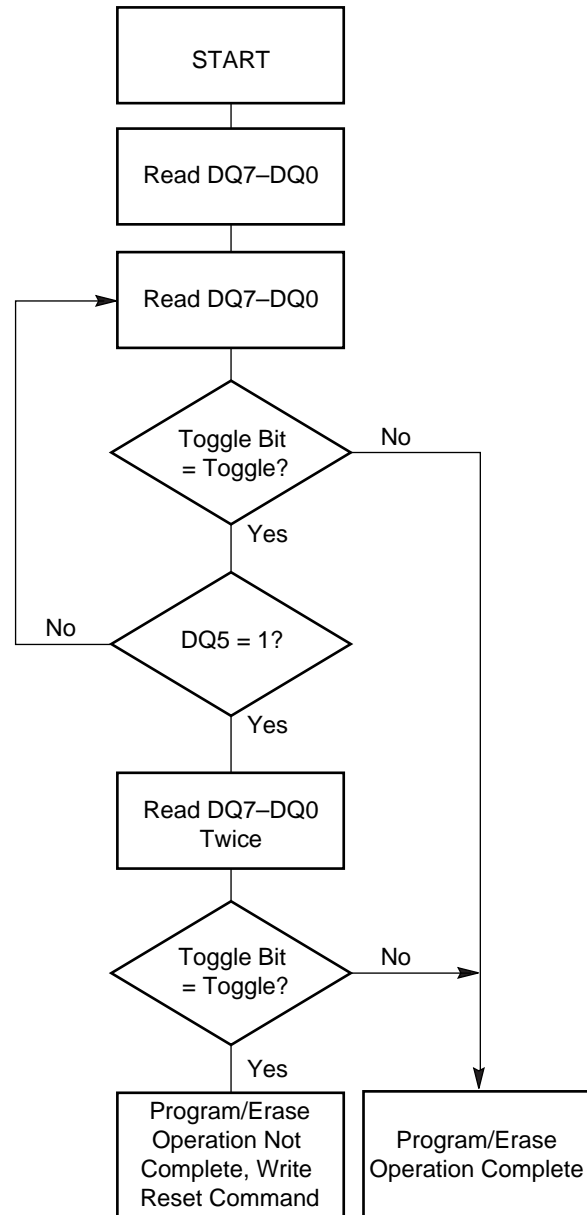 START
Read DQ7–DQ0
Read DQ7–DQ0
Toggle Bit
= Toggle?
No
Yes
No
DQ5 = 1?
Yes
Read DQ7–DQ0
Twice
Toggle Bit
= Toggle?
No
Yes
Program/Erase
Operation Not
Complete, Write
Reset Command
Program/Erase
Operation Complete